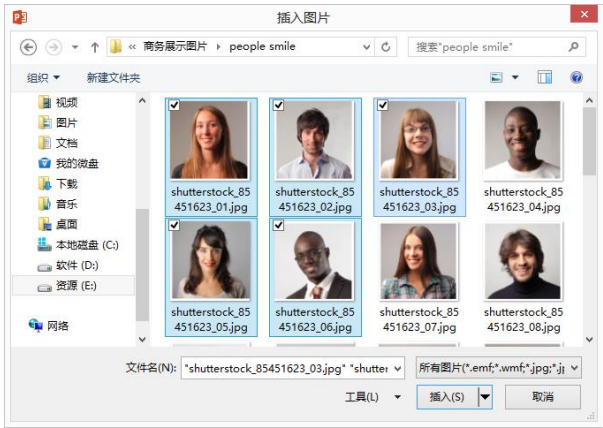 插入图片
« 商务展示图片 › people smile
搜索"people smile"
组织 新建文件夹
视频
图片
文档
我的微盘
下载
音乐
桌面
本地磁盘 (C:)
软件 (D:)
资源 (E:)
网络
shutterstock_85
451623_01.jpg
shutterstock_85
451623_02.jpg
shutterstock_85
451623_03.jpg
shutterstock_85
451623_04.jpg
shutterstock_85
451623_05.jpg
shutterstock_85
451623_06.jpg
shutterstock_85
451623_07.jpg
shutterstock_85
451623_08.jpg
文件名(N): "shutterstock_85451623_03.jpg" "shutter
所有图片(*.emf;*.wmf;*.jpg;*.j
工具(L) 插入(S) 取消